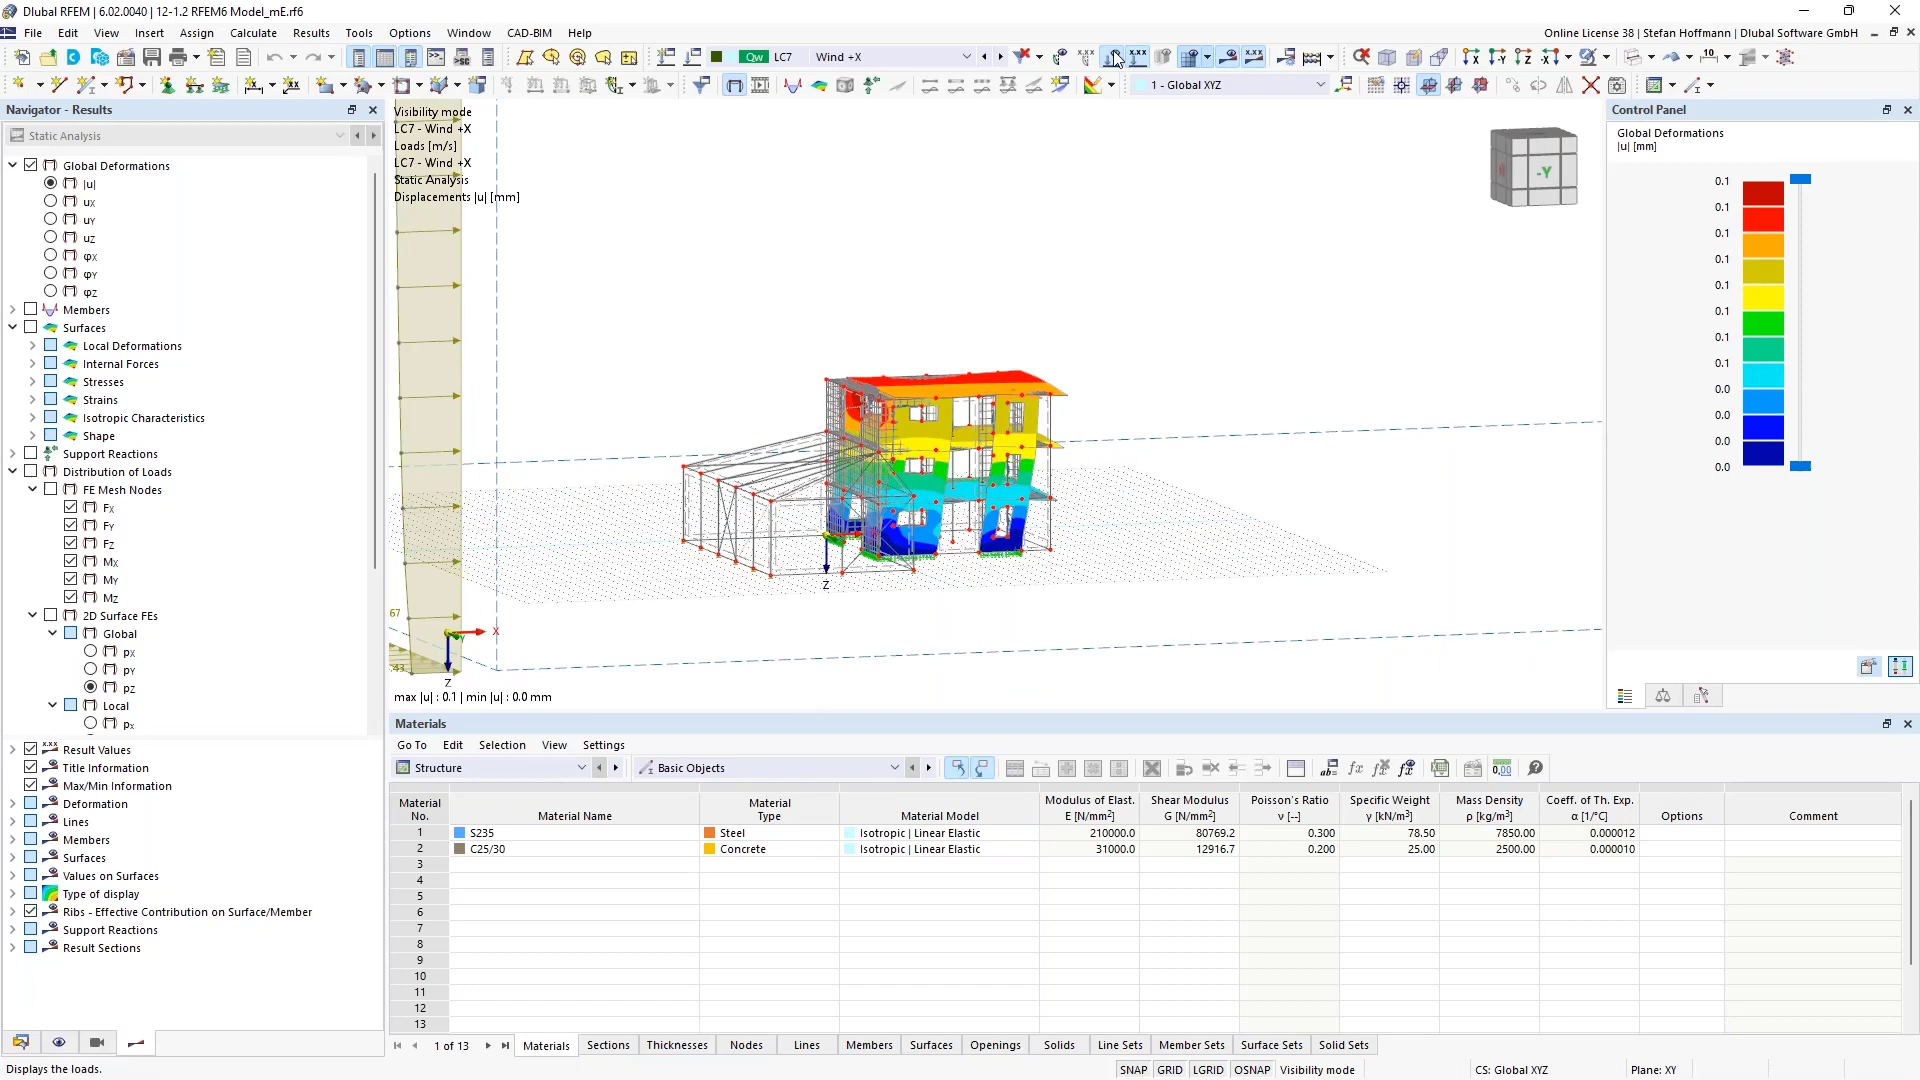 Dlubal RFEM | 6.02.0040 | 12-1.2 RFEM6 Model_mE.rf6
File Edit View Insert Assign Calculate Results Tools Options Window CAD-BIM Help
Online License 38 | Stefan Hoffmann | Dlubal Software GmbH
Qw LC7 Wind +X
1 - Global XYZ
Navigator - Results
Static Analysis
Global Deformations
|u|
uX
uY
uZ
φX
φY
φZ
Members
Surfaces
Local Deformations
Internal Forces
Stresses
Strains
Isotropic Characteristics
Shape
Support Reactions
Distribution of Loads
FE Mesh Nodes
FX
FY
FZ
MX
MY
MZ
2D Surface FEs
Global
pX
pY
pZ
Local
px
Result Values
Title Information
Max/Min Information
Deformation
Lines
Members
Surfaces
Values on Surfaces
Type of display
Ribs - Effective Contribution on Surface/Member
Support Reactions
Result Sections
Visibility mode
LC7 - Wind +X
Loads [m/s]
LC7 - Wind +X
Static Analysis
Displacements |u| [mm]
-Y
Z
67
43
X
Y
Z
max |u| : 0.1 | min |u| : 0.0 mm
Control Panel
Global Deformations
|u| [mm]
0.1
0.1
0.1
0.1
0.1
0.1
0.1
0.1
0.0
0.0
0.0
0.0
Materials
Go To Edit Selection View Settings
Structure Basic Objects
Material No. Material Name Material Type Material Model Modulus of Elast. E [N/mm²] Shear Modulus G [N/mm²] Poisson's Ratio ν [--] Specific Weight γ [kN/m³] Mass Density ρ [kg/m³] Coeff. of Th. Exp. α [1/°C] Options Comment
1 S235 Steel Isotropic | Linear Elastic 210000.0 80769.2 0.300 78.50 7850.00 0.000012
2 C25/30 Concrete Isotropic | Linear Elastic 31000.0 12916.7 0.200 25.00 2500.00 0.000010
3
4
5
6
7
8
9
10
11
12
13
1 of 13 Materials Sections Thicknesses Nodes Lines Members Surfaces Openings Solids Line Sets Member Sets Surface Sets Solid Sets
Displays the loads.
SNAP GRID LGRID OSNAP Visibility mode CS: Global XYZ Plane: XY